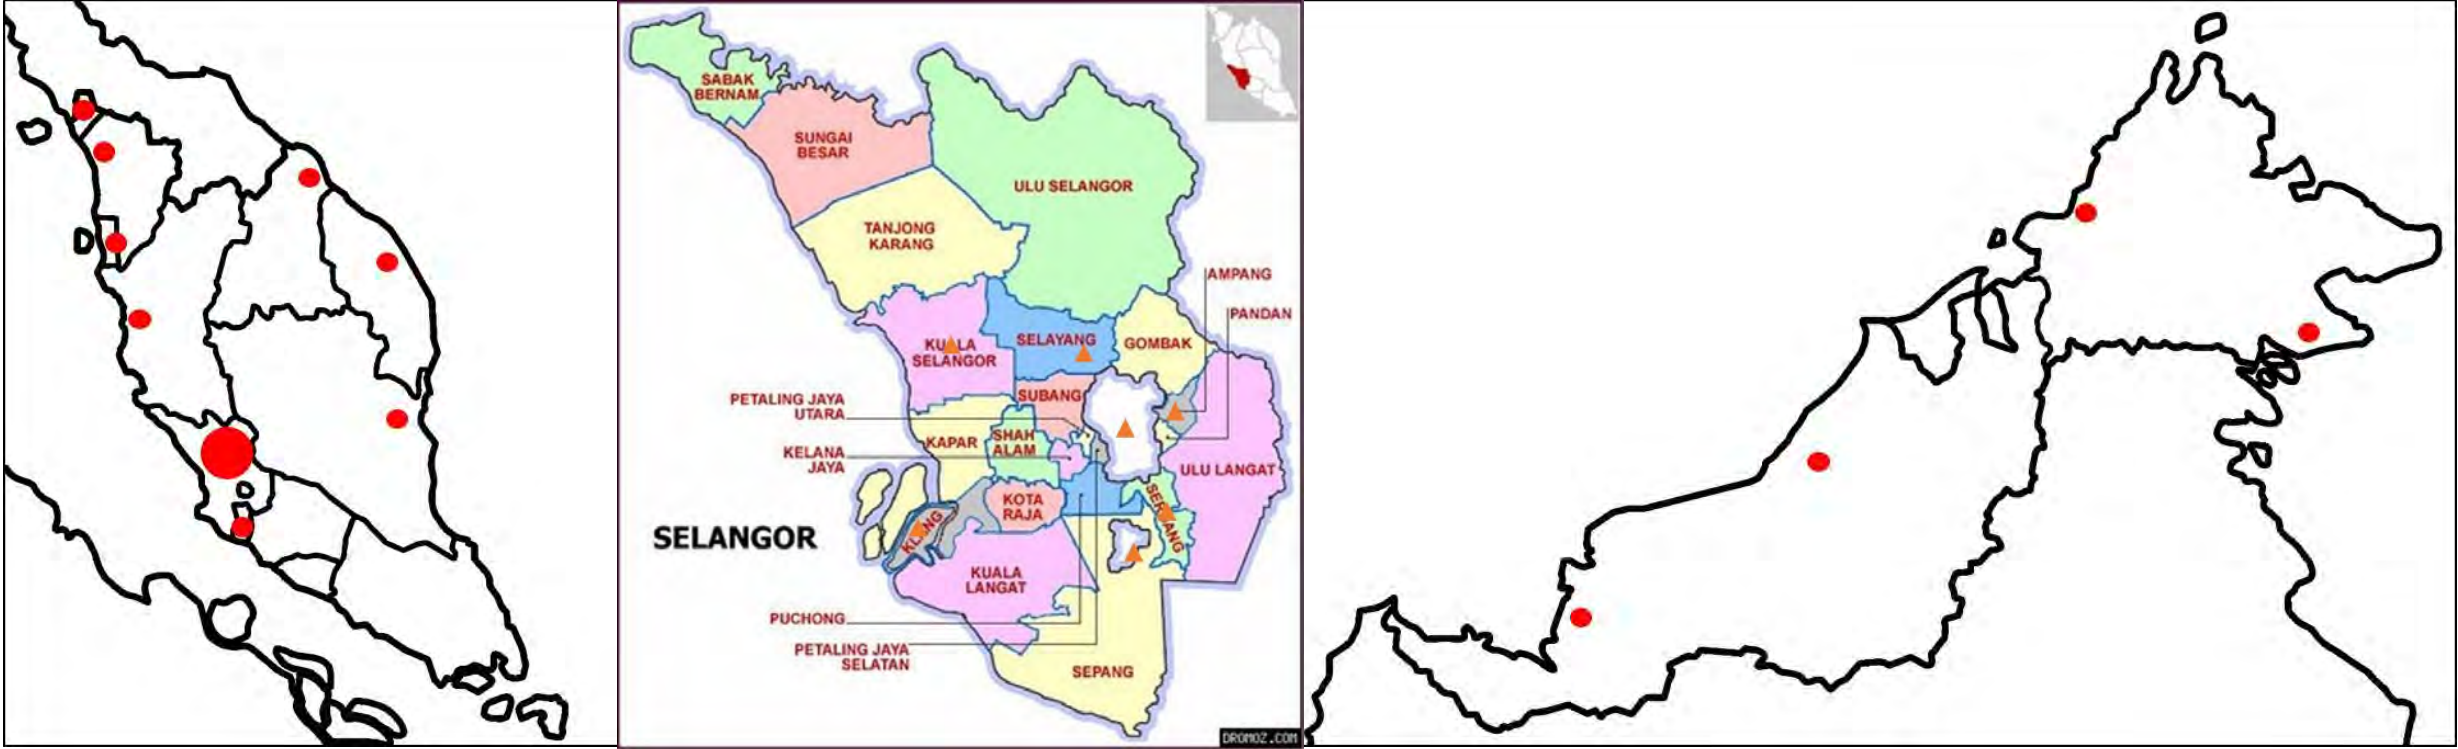 SABAK
BERNAM
SUNGAI
BESAR
ULU SELANGOR
TANJONG
KARANG
AMPANG
PANDAN
KUALA
SELANGOR
SELAYANG
GOMBAK
PETALING JAYA
UTARA
SUBANG
KAPAR
SHAH
ALAM
KELANA
JAYA
ULU LANGAT
KOTA
RAJA
SERDANG
KLANG
SELANGOR
KUALA
LANGAT
PUCHONG
PETALING JAYA
SELATAN
SEPANG
DROMOZ.COM